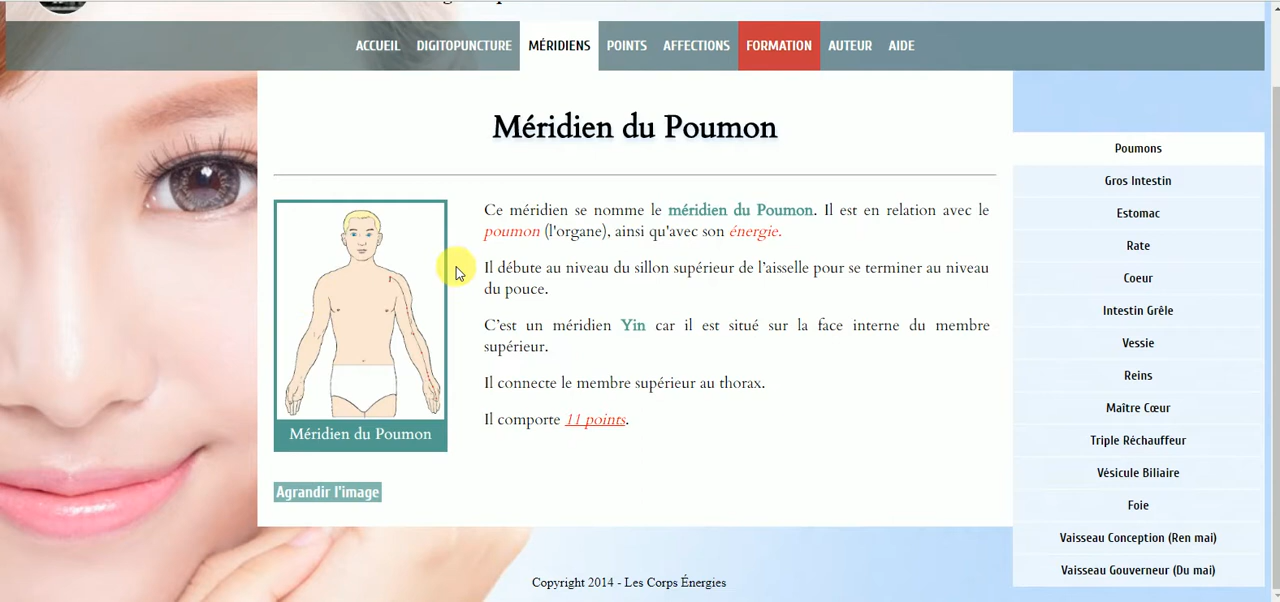 ACCUEIL DIGITOPUNCTURE MÉRIDIENS POINTS AFFECTIONS FORMATION AUTEUR AIDE
Méridien du Poumon
Ce méridien se nomme le méridien du Poumon. Il est en relation avec le
poumon (l'organe), ainsi qu'avec son énergie.
Il débute au niveau du sillon supérieur de l'aisselle pour se terminer au niveau
du pouce.
C'est un méridien Yin car il est situé sur la face interne du membre
supérieur.
Il connecte le membre supérieur au thorax.
Il comporte 11 points.
Méridien du Poumon
Agrandir l'image
Poumons
Gros Intestin
Estomac
Rate
Coeur
Intestin Grêle
Vessie
Reins
Maître Cœur
Triple Réchauffeur
Vésicule Biliaire
Foie
Vaisseau Conception (Ren mai)
Vaisseau Gouverneur (Du mai)
Copyright 2014 - Les Corps Énergies